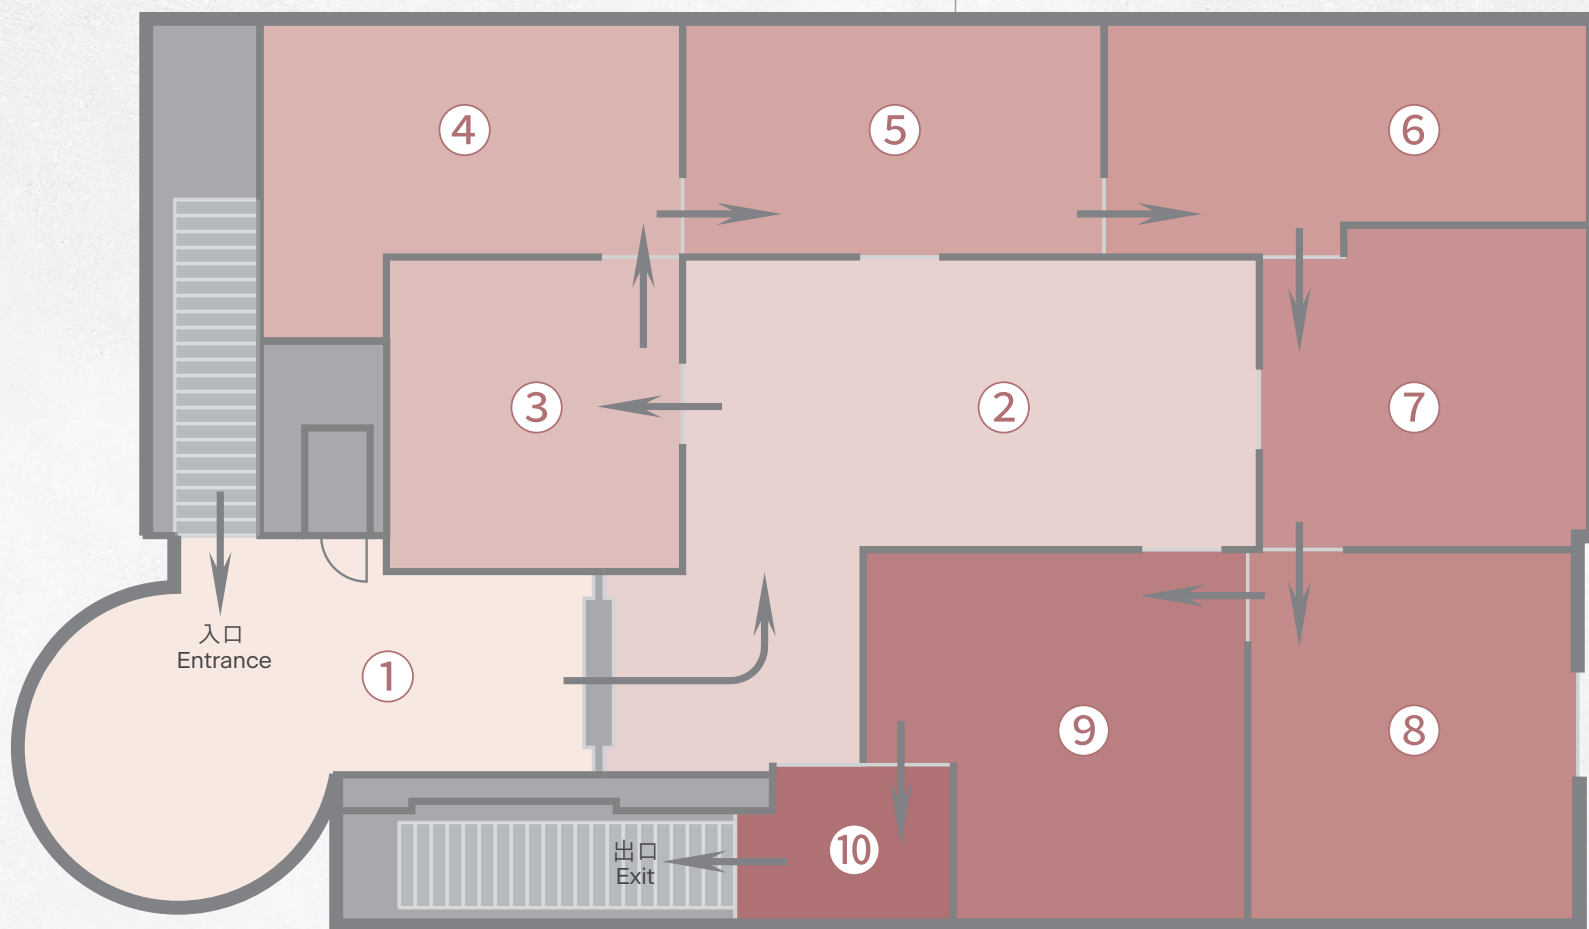 ④
⑤
⑥
③
②
⑦
入口
Entrance
①
⑨
⑧
⑩
出口
Exit